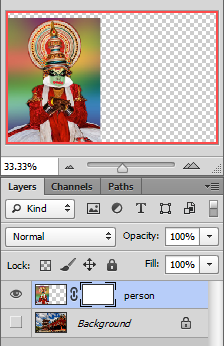 33.33%
Layers Channels Paths
Kind T
Normal Opacity: 100%
Lock: Fill: 100%
person
Background